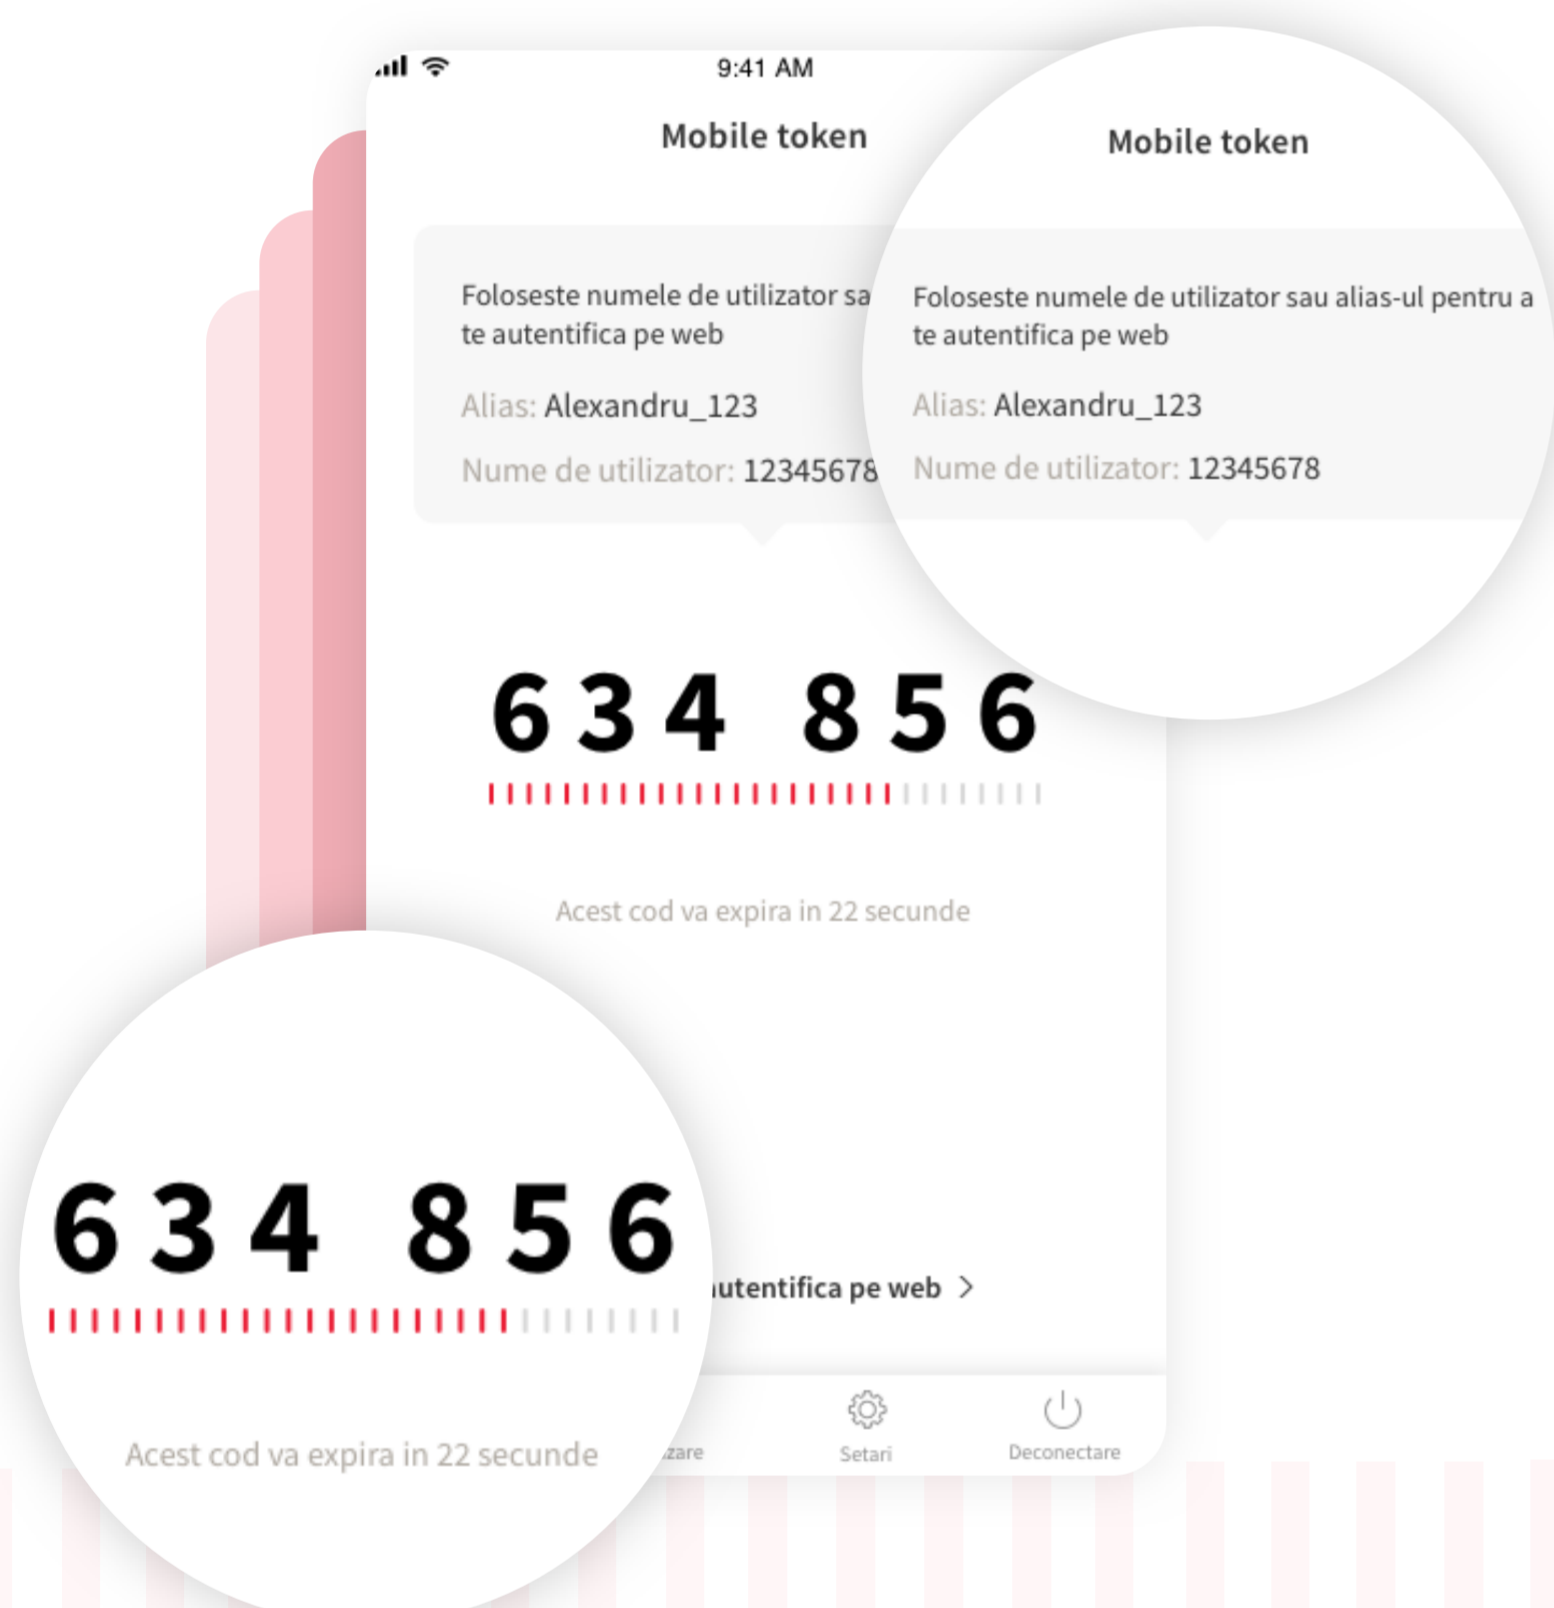 9:41 AM
Mobile token
Foloseste numele de utilizator sa
te autentifica pe web
Alias: Alexandru_123
Nume de utilizator: 12345678
Mobile token
Foloseste numele de utilizator sau alias-ul pentru a
te autentifica pe web
Alias: Alexandru_123
Nume de utilizator: 12345678
634 856
Acest cod va expira in 22 secunde
634 856
Acest cod va expira in 22 secunde
autentifica pe web
Setari
Deconectare